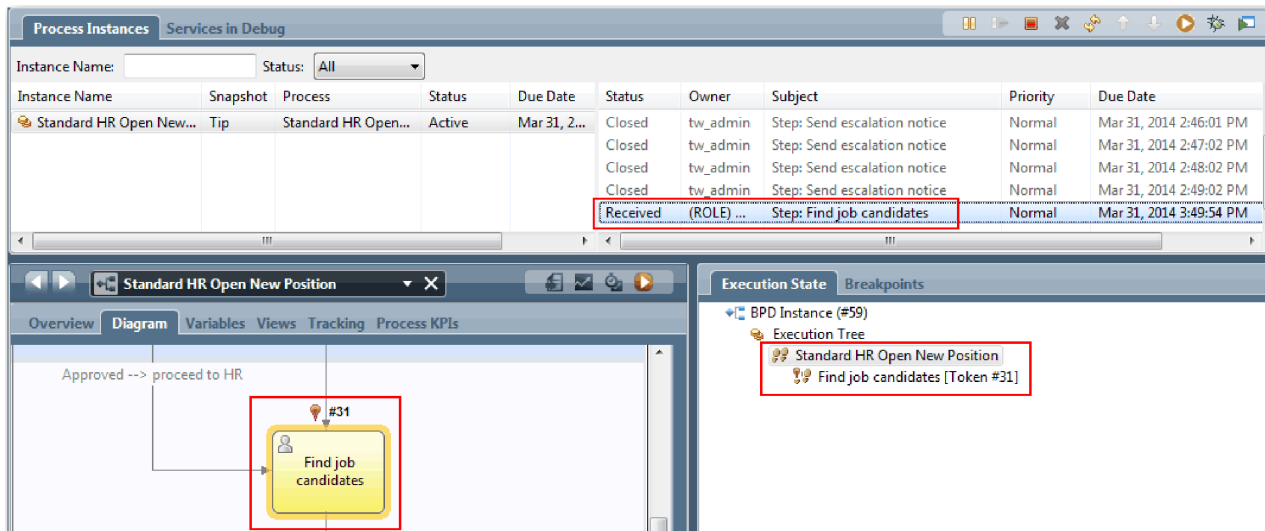 Process Instances Services in Debug
Instance Name: Status: All
Instance Name Snapshot Process Status Due Date Status Owner Subject Priority Due Date
Standard HR Open New... Tip Standard HR Open... Active Mar 31, 2... Closed tw_admin Step: Send escalation notice Normal Mar 31, 2014 2:46:01 PM
Closed tw_admin Step: Send escalation notice Normal Mar 31, 2014 2:47:02 PM
Closed tw_admin Step: Send escalation notice Normal Mar 31, 2014 2:48:02 PM
Closed tw_admin Step: Send escalation notice Normal Mar 31, 2014 2:49:02 PM
Received (ROLE) ... Step: Find job candidates Normal Mar 31, 2014 3:49:54 PM
Standard HR Open New Position
Overview Diagram Variables Views Tracking Process KPIs
Approved --> proceed to HR
#31
Find job
candidates
Execution State Breakpoints
BPD Instance (#59)
Execution Tree
Standard HR Open New Position
Find job candidates [Token #31]